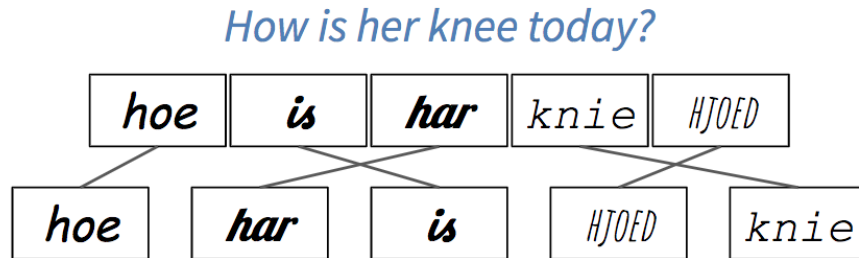 How is her knee today?
hoe is har knie HJOED
hoe har is HJOED knie